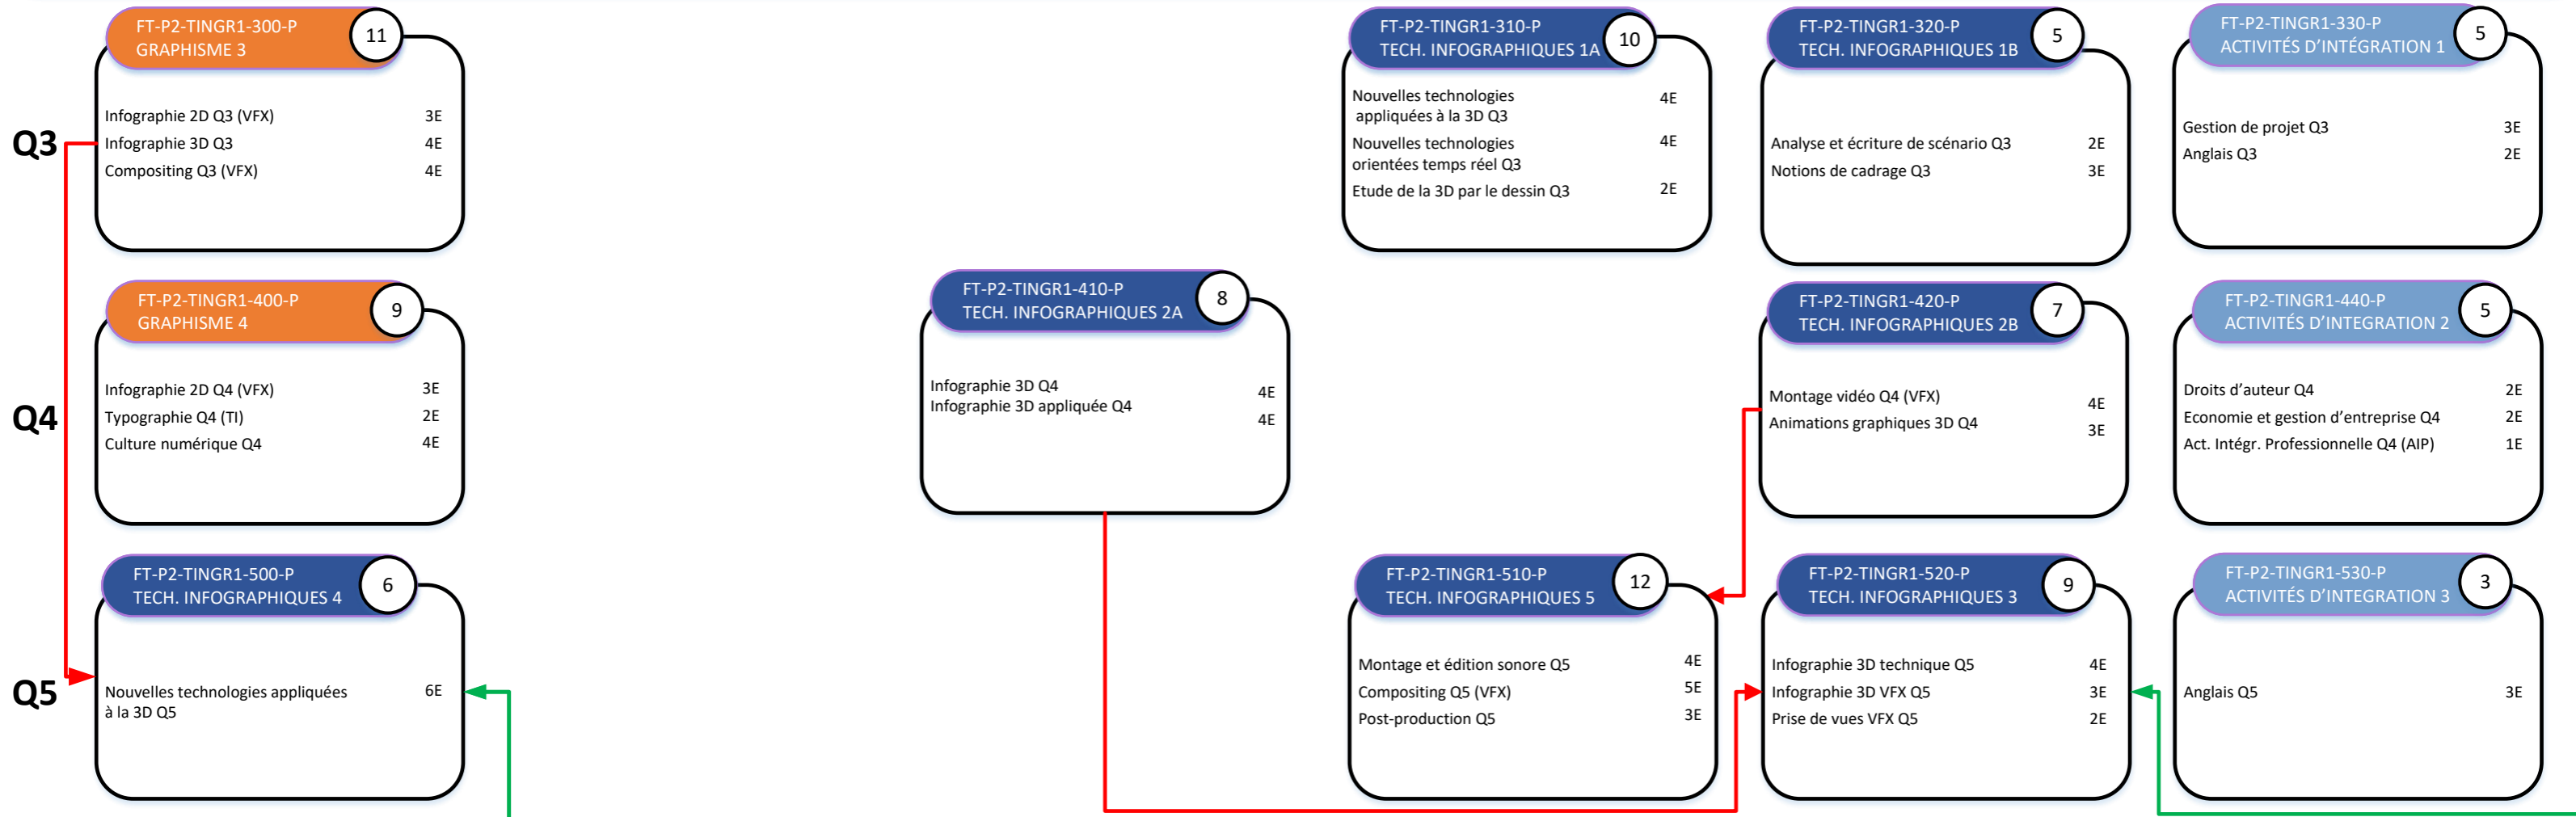 Q3
FT-P2-TINGR1-300-P
GRAPHISME 3
11
Infographie 2D Q3 (VFX) 3E
Infographie 3D Q3 4E
Compositing Q3 (VFX) 4E
FT-P2-TINGR1-310-P
TECH. INFOGRAPHIQUES 1A
10
Nouvelles technologies 4E
appliquées à la 3D Q3
Nouvelles technologies 4E
orientées temps réel Q3
Etude de la 3D par le dessin Q3 2E
FT-P2-TINGR1-320-P
TECH. INFOGRAPHIQUES 1B
5
Analyse et écriture de scénario Q3 2E
Notions de cadrage Q3 3E
FT-P2-TINGR1-330-P
ACTIVITÉS D’INTÉGRATION 1
5
Gestion de projet Q3 3E
Anglais Q3 2E
Q4
FT-P2-TINGR1-400-P
GRAPHISME 4
9
Infographie 2D Q4 (VFX) 3E
Typographie Q4 (TI) 2E
Culture numérique Q4 4E
FT-P2-TINGR1-410-P
TECH. INFOGRAPHIQUES 2A
8
Infographie 3D Q4 4E
Infographie 3D appliquée Q4 4E
FT-P2-TINGR1-420-P
TECH. INFOGRAPHIQUES 2B
7
Montage vidéo Q4 (VFX) 4E
Animations graphiques 3D Q4 3E
FT-P2-TINGR1-440-P
ACTIVITÉS D’INTEGRATION 2
5
Droits d’auteur Q4 2E
Economie et gestion d’entreprise Q4 2E
Act. Intégr. Professionnelle Q4 (AIP) 1E
Q5
FT-P2-TINGR1-500-P
TECH. INFOGRAPHIQUES 4
6
Nouvelles technologies appliquées 6E
à la 3D Q5
FT-P2-TINGR1-510-P
TECH. INFOGRAPHIQUES 5
12
Montage et édition sonore Q5 4E
Compositing Q5 (VFX) 5E
Post-production Q5 3E
FT-P2-TINGR1-520-P
TECH. INFOGRAPHIQUES 3
9
Infographie 3D technique Q5 4E
Infographie 3D VFX Q5 3E
Prise de vues VFX Q5 2E
FT-P2-TINGR1-530-P
ACTIVITÉS D’INTEGRATION 3
3
Anglais Q5 3E